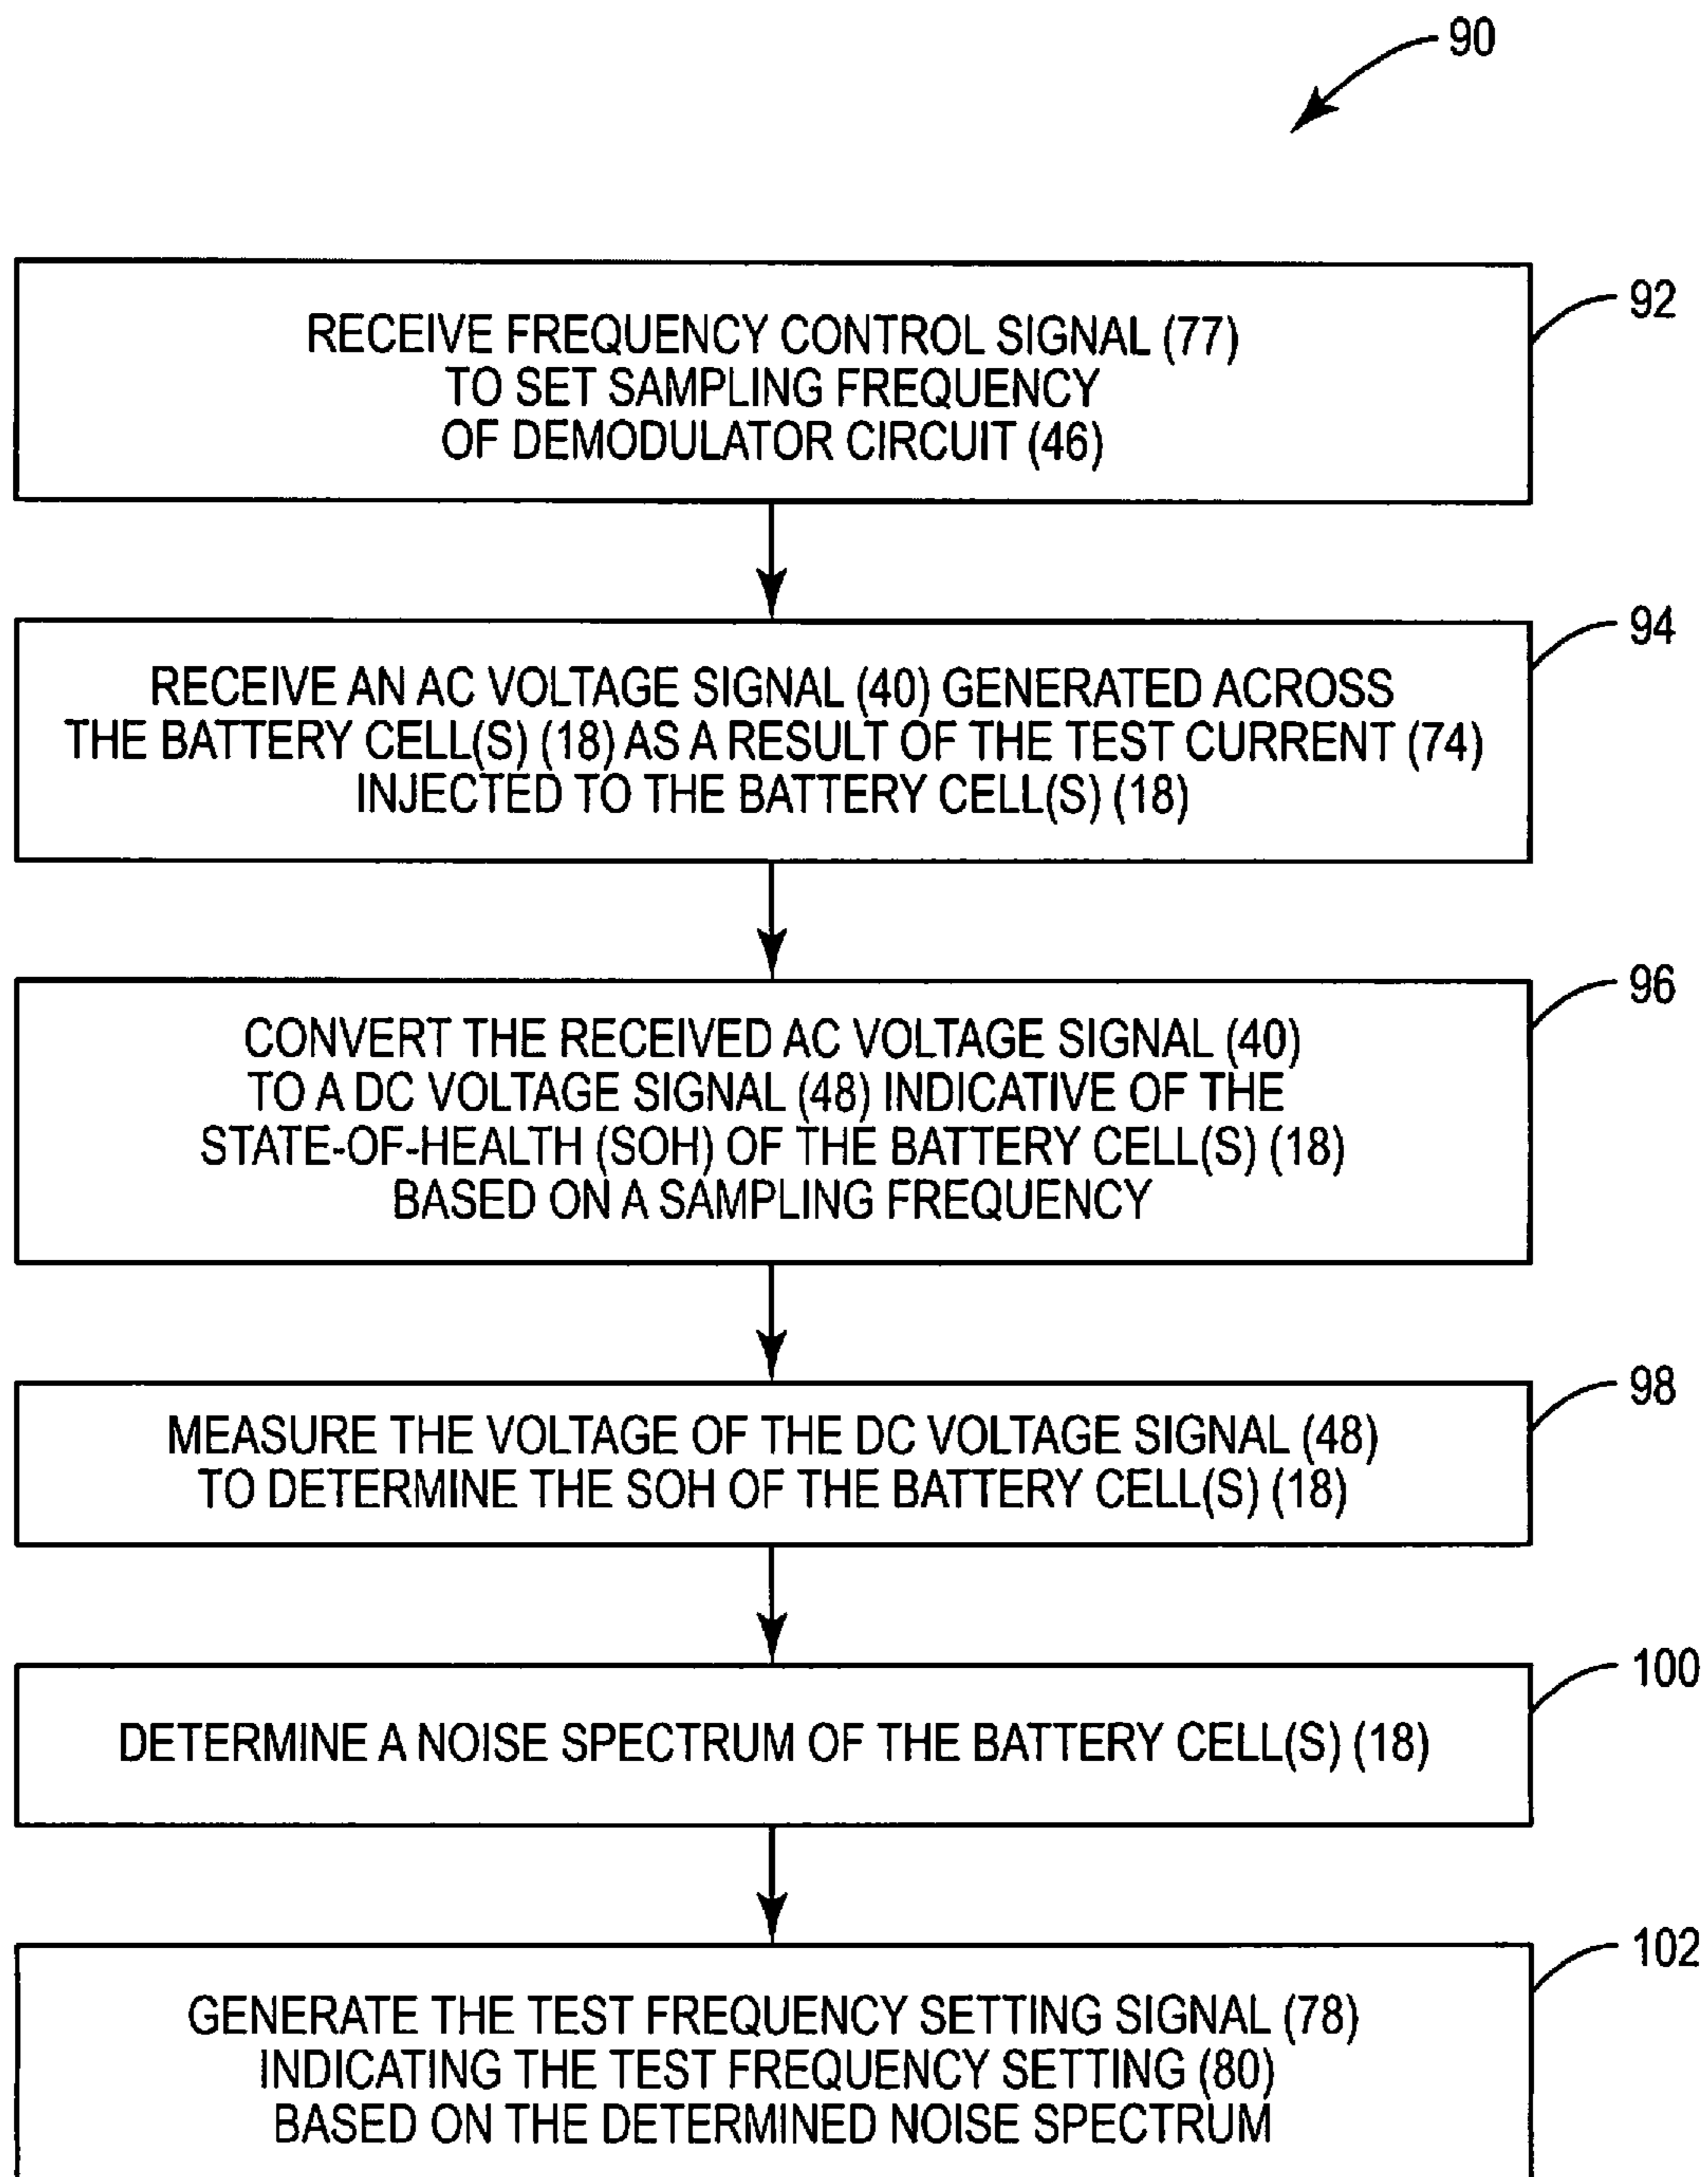 90
92
RECEIVE FREQUENCY CONTROL SIGNAL (77)
TO SET SAMPLING FREQUENCY
OF DEMODULATOR CIRCUIT (46)
94
RECEIVE AN AC VOLTAGE SIGNAL (40) GENERATED ACROSS
THE BATTERY CELL(S) (18) AS A RESULT OF THE TEST CURRENT (74)
INJECTED TO THE BATTERY CELL(S) (18)
96
CONVERT THE RECEIVED AC VOLTAGE SIGNAL (40)
TO A DC VOLTAGE SIGNAL (48) INDICATIVE OF THE
STATE-OF-HEALTH (SOH) OF THE BATTERY CELL(S) (18)
BASED ON A SAMPLING FREQUENCY
98
MEASURE THE VOLTAGE OF THE DC VOLTAGE SIGNAL (48)
TO DETERMINE THE SOH OF THE BATTERY CELL(S) (18)
100
DETERMINE A NOISE SPECTRUM OF THE BATTERY CELL(S) (18)
102
GENERATE THE TEST FREQUENCY SETTING SIGNAL (78)
INDICATING THE TEST FREQUENCY SETTING (80)
BASED ON THE DETERMINED NOISE SPECTRUM